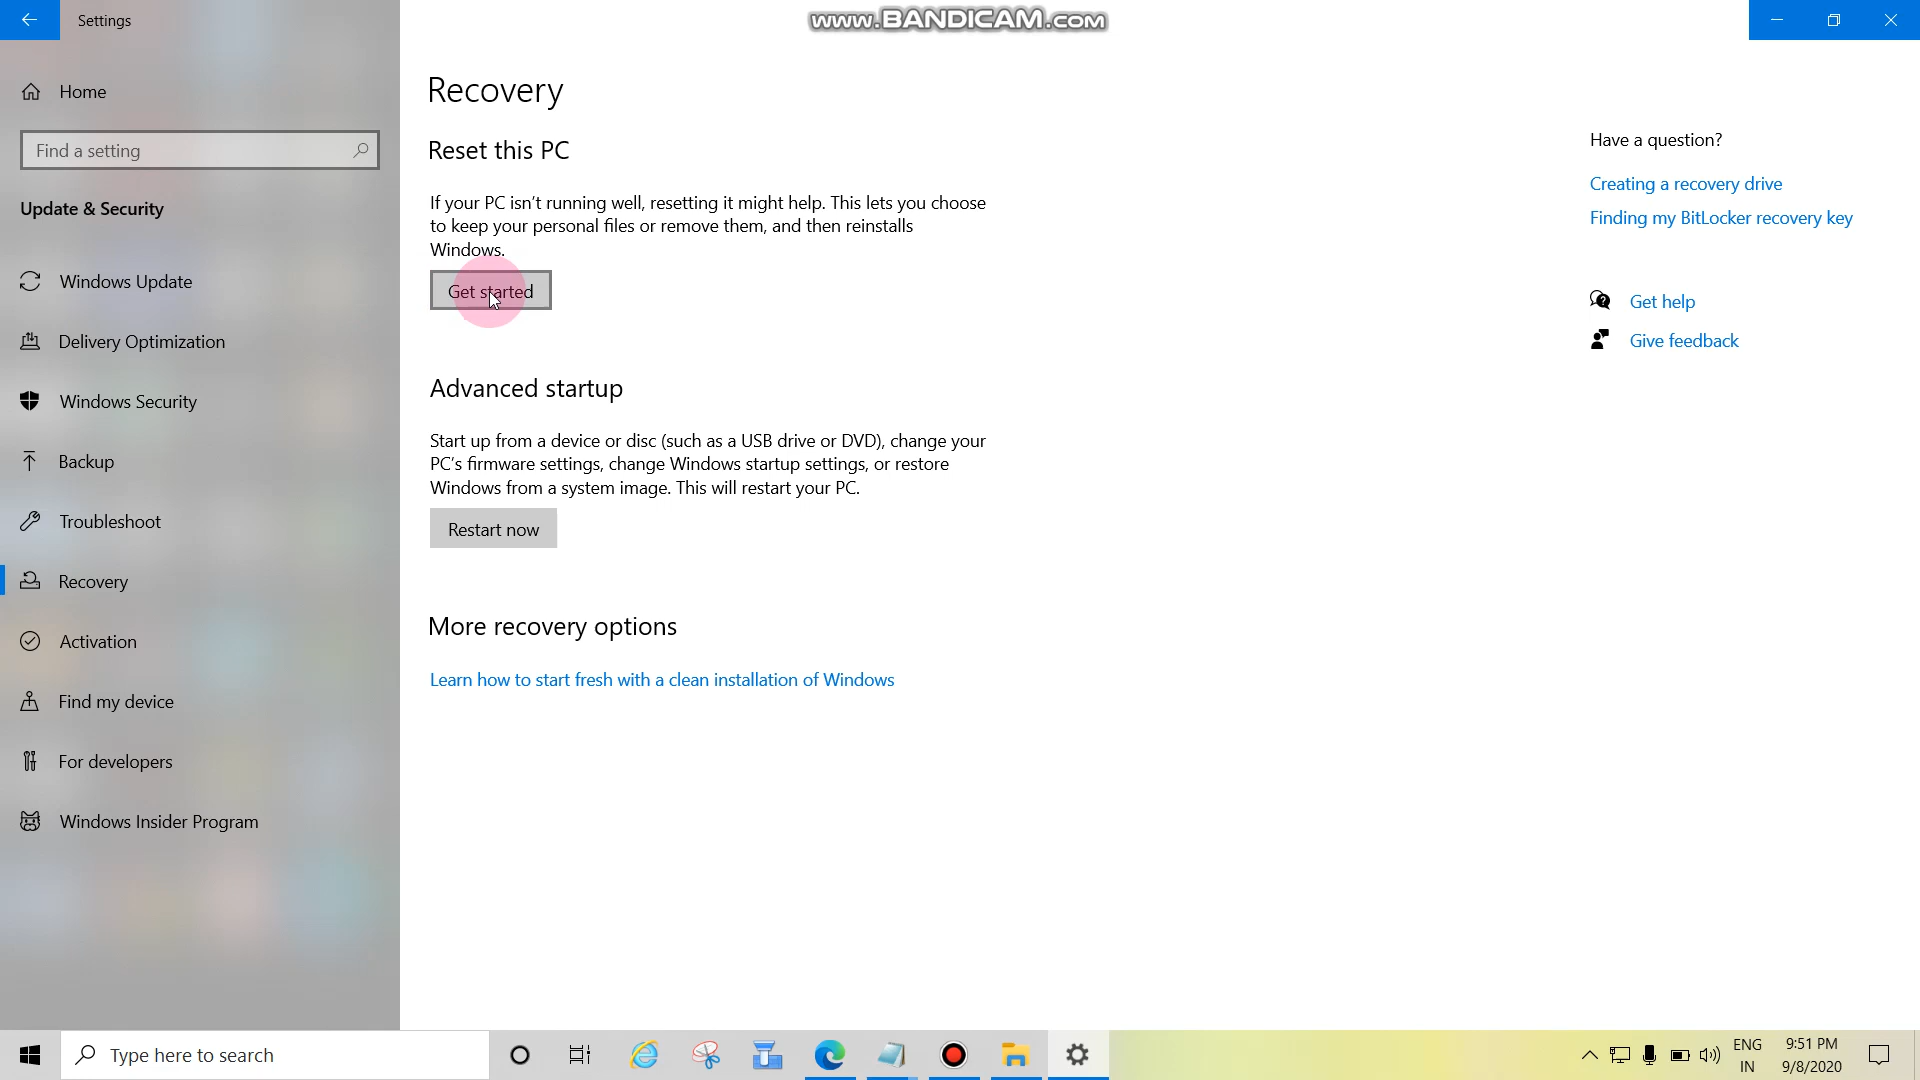 Settings
www.BANDICAM.com
Home
Find a setting
Update & Security
Windows Update
Delivery Optimization
Windows Security
Backup
Troubleshoot
Recovery
Activation
Find my device
For developers
Windows Insider Program
Recovery
Reset this PC
If your PC isn't running well, resetting it might help. This lets you choose
to keep your personal files or remove them, and then reinstalls
Windows.
Get started
Advanced startup
Start up from a device or disc (such as a USB drive or DVD), change your
PC's firmware settings, change Windows startup settings, or restore
Windows from a system image. This will restart your PC.
Restart now
More recovery options
Learn how to start fresh with a clean installation of Windows
Have a question?
Creating a recovery drive
Finding my BitLocker recovery key
Get help
Give feedback
Type here to search
ENG
IN
9:51 PM
9/8/2020